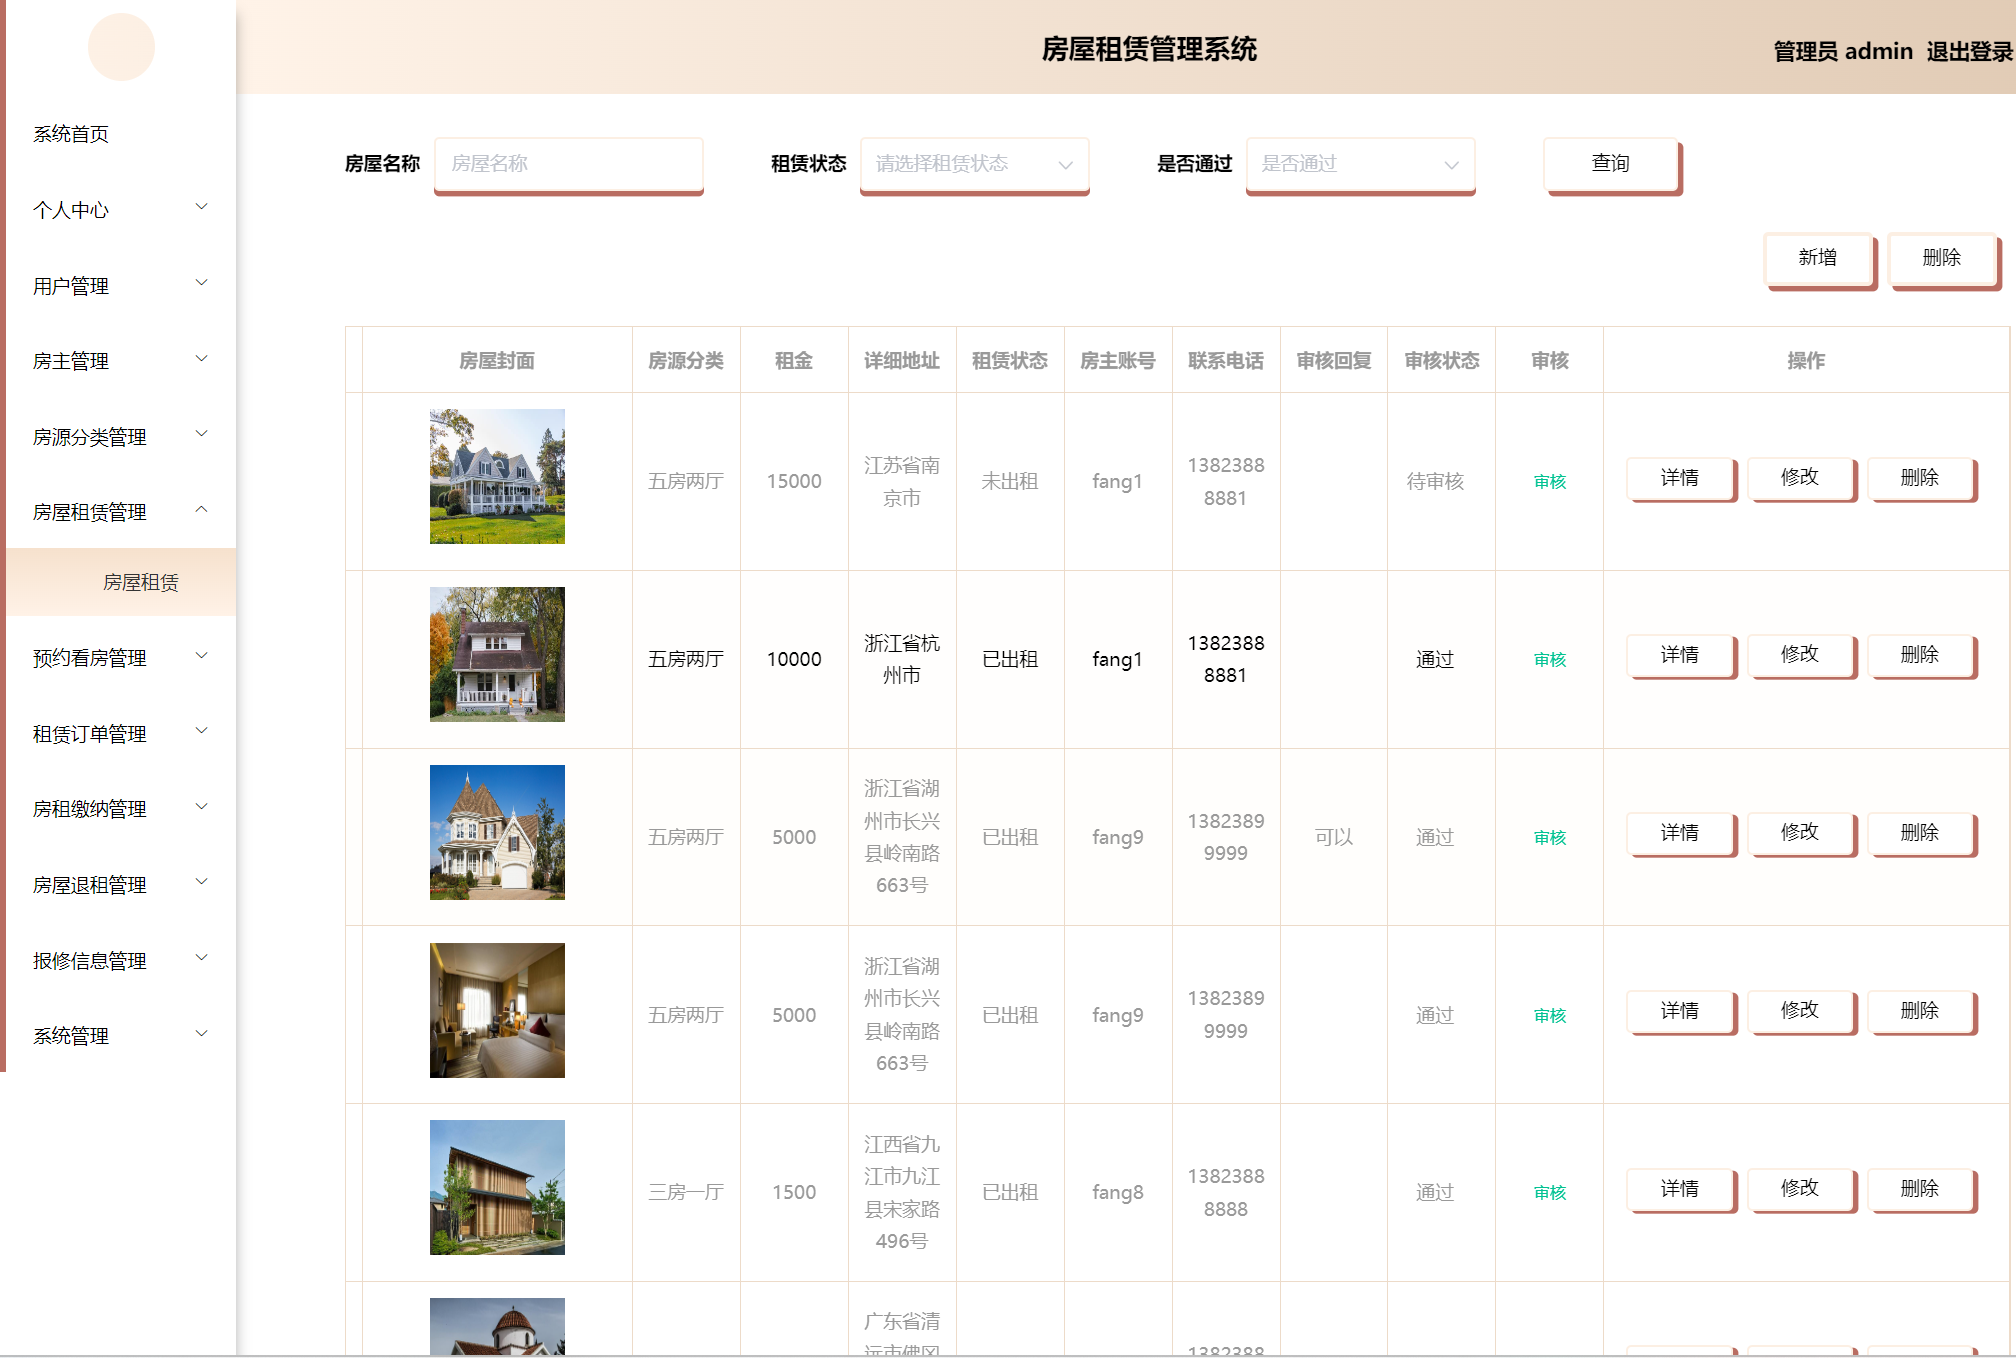 房屋租赁管理系统
管理员 admin 退出登录
系统首页
个人中心
用户管理
房主管理
房源分类管理
房屋租赁管理
房屋租赁
预约看房管理
租赁订单管理
房租缴纳管理
房屋退租管理
报修信息管理
系统管理
房屋名称 房屋名称 租赁状态 请选择租赁状态 是否通过 是否通过 查询
新增 删除
房屋封面 房源分类 租金 详细地址 租赁状态 房主账号 联系电话 审核回复 审核状态 审核 操作
五房两厅 15000 江苏省南
京市 未出租 fang1 1382388
8881 待审核 审核 详情 修改 删除
五房两厅 10000 浙江省杭
州市 已出租 fang1 1382388
8881 通过 审核 详情 修改 删除
五房两厅 5000 浙江省湖
州市长兴
县岭南路
663号 已出租 fang9 1382389
9999 可以 通过 审核 详情 修改 删除
五房两厅 5000 浙江省湖
州市长兴
县岭南路
663号 已出租 fang9 1382389
9999 通过 审核 详情 修改 删除
三房一厅 1500 江西省九
江市九江
县宋家路
496号 已出租 fang8 1382388
8888 通过 审核 详情 修改 删除
广东省清
远市佛冈
1382388